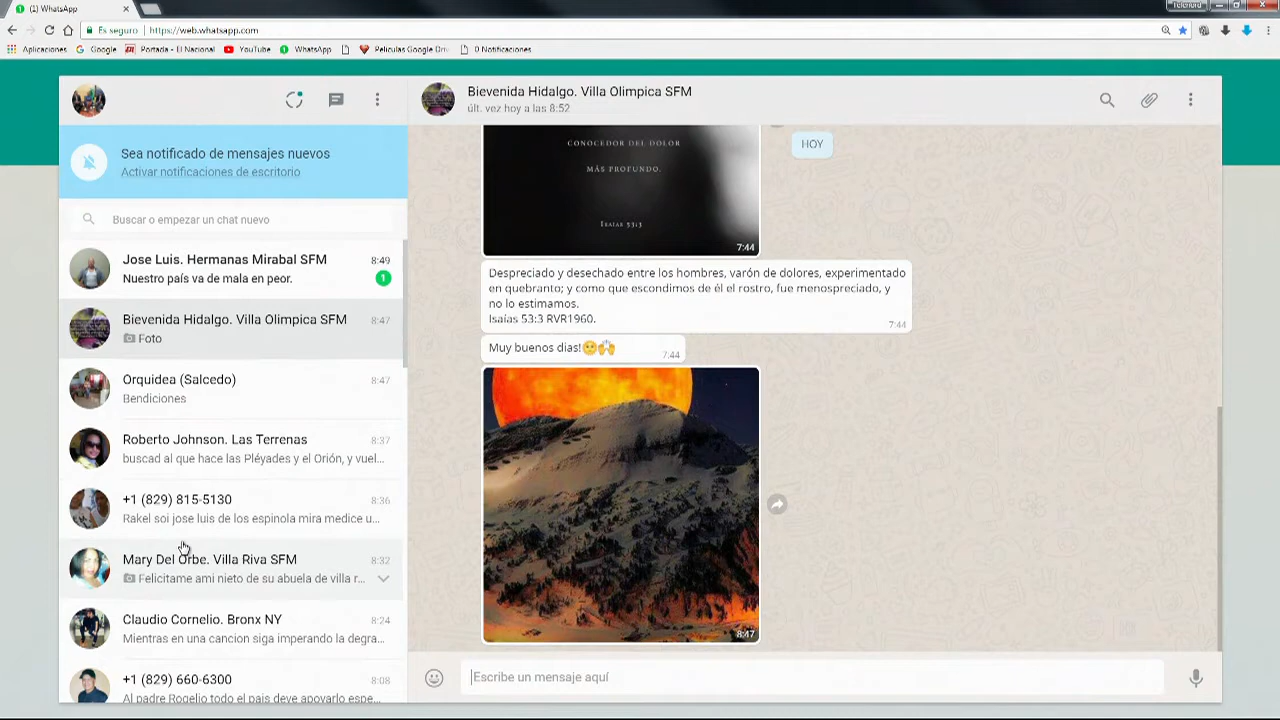 (1) WhatsApp
Telenord
Es seguro
https://web.whatsapp.com
Aplicaciones
Google
Portada - El Nacional
YouTube
WhatsApp
Peliculas Google Dri
0 Notificaciones
Sea notificado de mensajes nuevos
Activar notificaciones de escritorio
Buscar o empezar un chat nuevo
Jose Luis. Hermanas Mirabal SFM 8:49
Nuestro país va de mala en peor. 1
Bievenida Hidalgo. Villa Olimpica SFM 8:47
Foto
Orquidea (Salcedo) 8:47
Bendiciones
Roberto Johnson. Las Terrenas 8:37
buscad al que hace las Pléyades y el Orión, y vuel...
+1 (829) 815-5130 8:36
Rakel soi jose luis de los espinola mira medice u...
Mary Del Orbe. Villa Riva SFM 8:32
Felicitame ami nieto de su abuela de villa r...
Claudio Cornelio. Bronx NY 8:24
Mientras en una cancion siga imperando la degra...
+1 (829) 660-6300 8:08
Al padre Rogelio todo el pais deve apoyarlo espe...
Bievenida Hidalgo. Villa Olimpica SFM
últ. vez hoy a las 8:52
HOY
CONOCEDOR DEL DOLOR
MÁS PROFUNDO.
ISAIAS 53:3
7:44
Despreciado y desechado entre los hombres, varón de dolores, experimentado
en quebranto; y como que escondimos de él el rostro, fue menospreciado, y
no lo estimamos.
Isaías 53:3 RVR1960.
7:44
Muy buenos dias!🙂🙌
7:44
8:47
Escribe un mensaje aquí